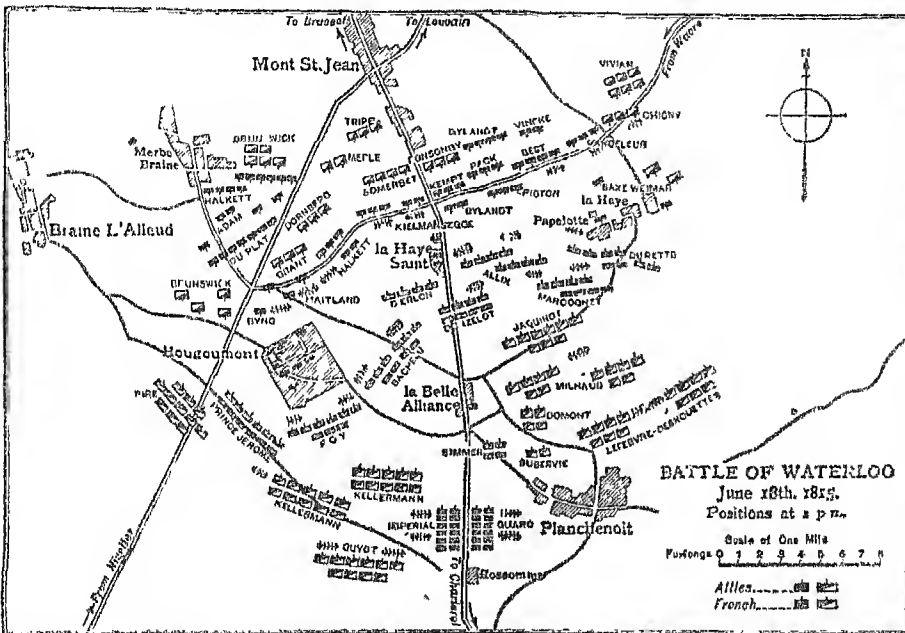 To Brussels
To Louvain
Mont St. Jean
From Wavre
N
VIVIAN
TRIPE
BYLANDT
VINCKE
MERLE
PONSONBY
SOMERSET
KEMPT
PACK
BEST
PICTON
BYLANDT
KIELMANSEGGE
VANDELEUR
SAXE WEIMAR
la Haye
Papelotte
DURETTE
BRUNSWICK
Merbe
Braine
HALKETT
ADAM
DU PLAT
DORNBERG
GRANT
HALKETT
MAITLAND
BYNG
BRUNSWICK
Braine L'Alleud
la Haye
Saint
ALLIX
MARCOGNET
JAQUINOT
BACHELU
Hougoumont
la Belle
Alliance
MILHAUD
DOMONT
LEFEBVRE-DESNOUETTES
PIRE
PRINCE JEROME
FOY
SIMMER
SUBERVIE
KELLERMANN
KELLERMANN
IMPERIAL
GUARD
GUYOT
Planchenoit
Rossomme
From Nivelles
To Charleroi
BATTLE OF WATERLOO
June 18th. 1815.
Positions at
Scale of One Mile
Furlongs 0 1 2 3 4 5 6 7 8
Allies
French